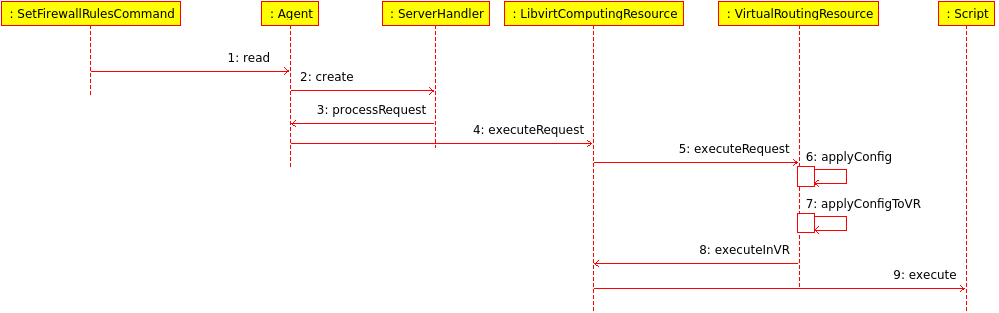 : SetFirewallRulesCommand
: Agent
: ServerHandler
: LibvirtComputingResource
: VirtualRoutingResource
: Script
1: read
2: create
3: processRequest
4: executeRequest
5: executeRequest
6: applyConfig
7: applyConfigToVR
8: executeInVR
9: execute